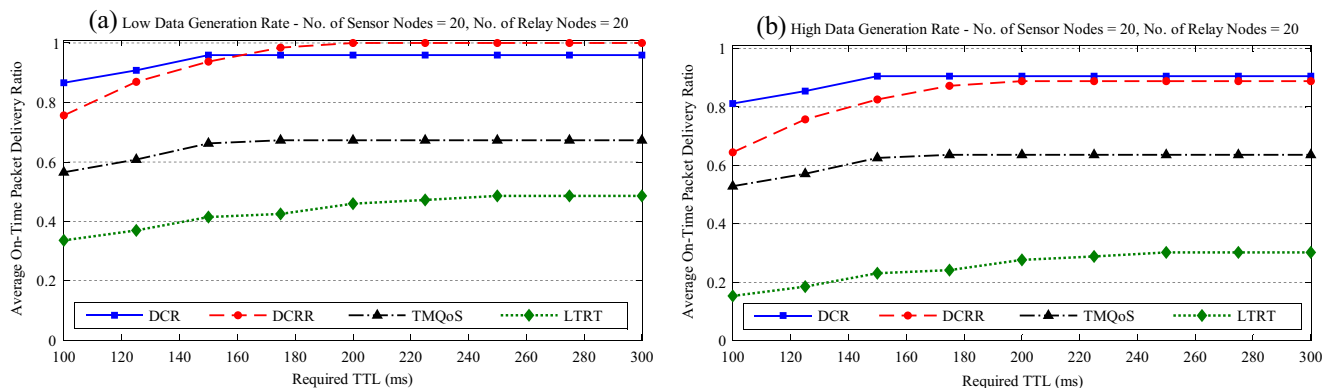 (a) Low Data Generation Rate - No. of Sensor Nodes = 20, No. of Relay Nodes = 20
Average On-Time Packet Delivery Ratio
1
0.8
0.6
0.4
0.2
0
DCR DCRR TMQoS LTRT
100 120 140 160 180 200 220 240 260 280 300
Required TTL (ms)
(b) High Data Generation Rate - No. of Sensor Nodes = 20, No. of Relay Nodes = 20
Average On-Time Packet Delivery Ratio
1
0.8
0.6
0.4
0.2
0
DCR DCRR TMQoS LTRT
100 120 140 160 180 200 220 240 260 280 300
Required TTL (ms)